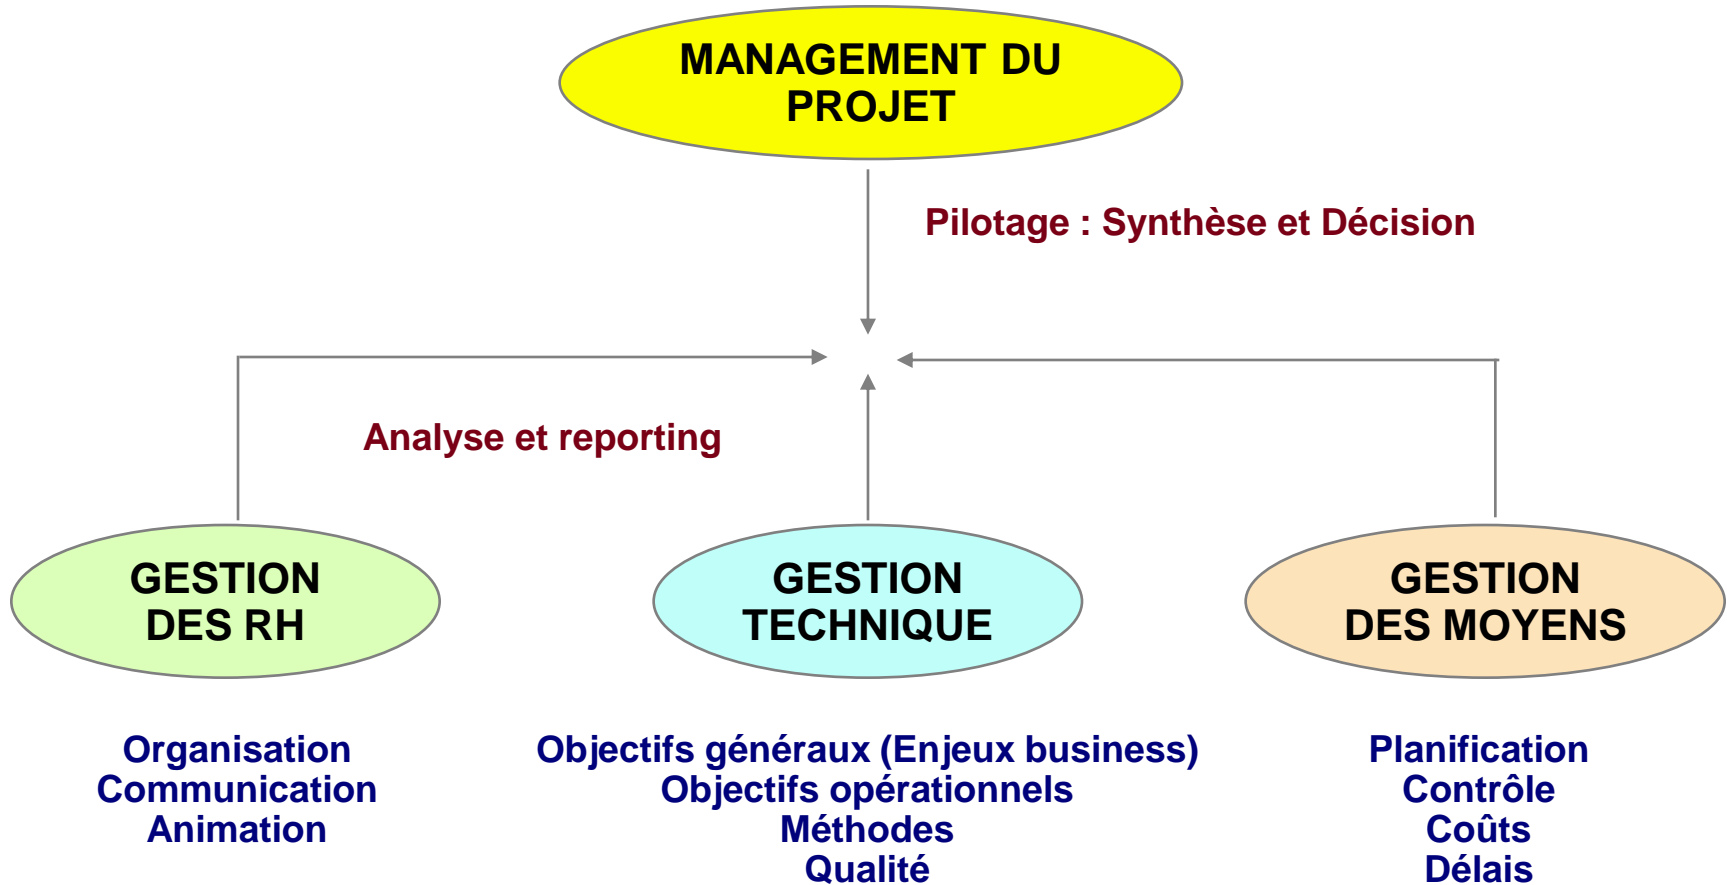 MANAGEMENT DU
PROJET
Pilotage : Synthèse et Décision
Analyse et reporting
GESTION
DES RH
GESTION
TECHNIQUE
GESTION
DES MOYENS
Organisation
Communication
Animation
Objectifs généraux (Enjeux business)
Objectifs opérationnels
Méthodes
Qualité
Planification
Contrôle
Coûts
Délais